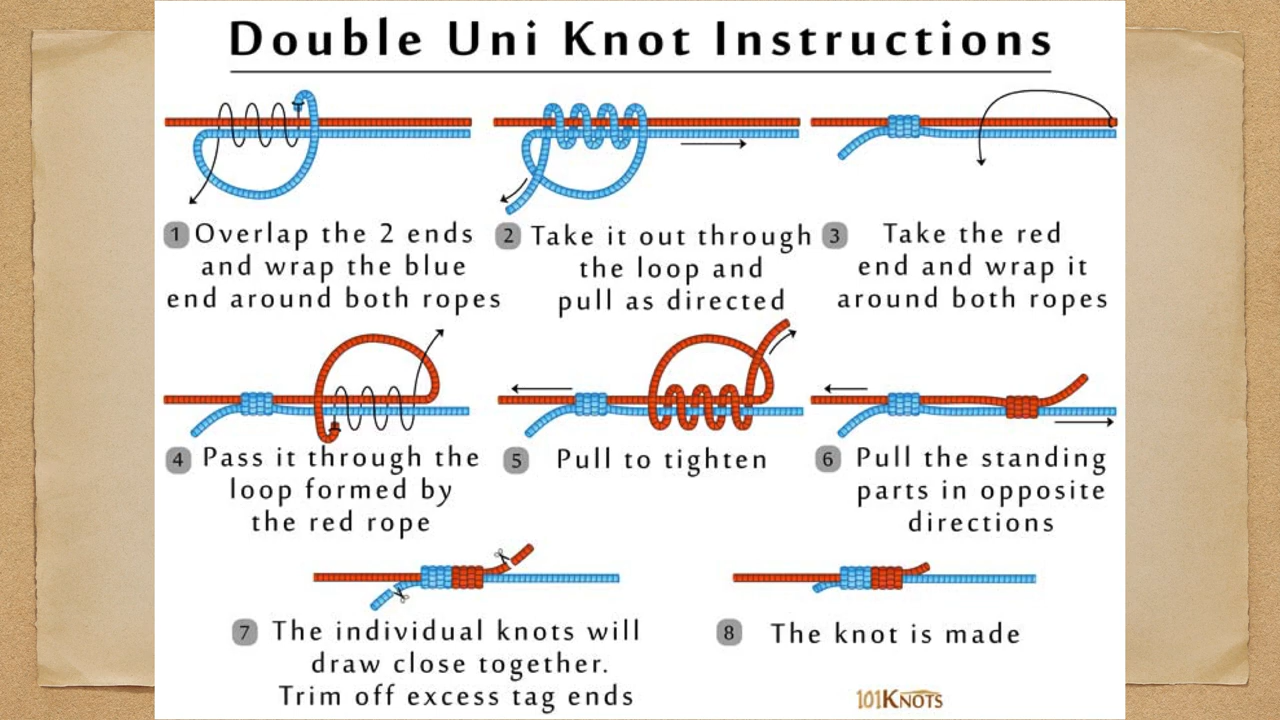 Double Uni Knot Instructions
1 Overlap the 2 ends
and wrap the blue
end around both ropes
2 Take it out through
the loop and
pull as directed
3 Take the red
end and wrap it
around both ropes
4 Pass it through the
loop formed by
the red rope
5 Pull to tighten
6 Pull the standing
parts in opposite
directions
7 The individual knots will
draw close together.
Trim off excess tag ends
8 The knot is made
101KNOTS